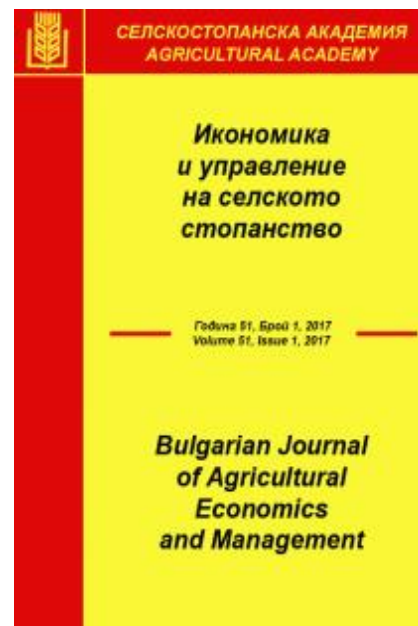 СЕЛСКОСТОПАНСКА АКАДЕМИЯ
AGRICULTURAL ACADEMY
Икономика
и управление
на селското
стопанство
Година 51, Брой 1, 2017
Volume 51, Issue 1, 2017
Bulgarian Journal
of Agricultural
Economics
and Management